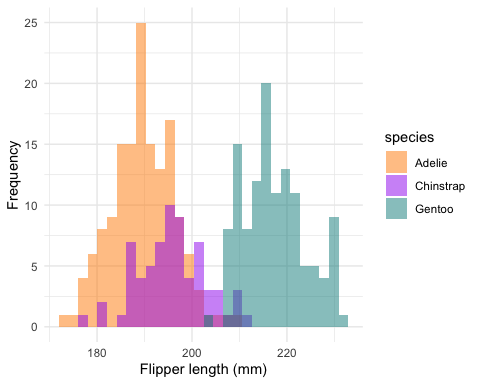 25
20
15
10
5
0
Frequency
180
200
220
Flipper length (mm)
species
Adelie
Chinstrap
Gentoo